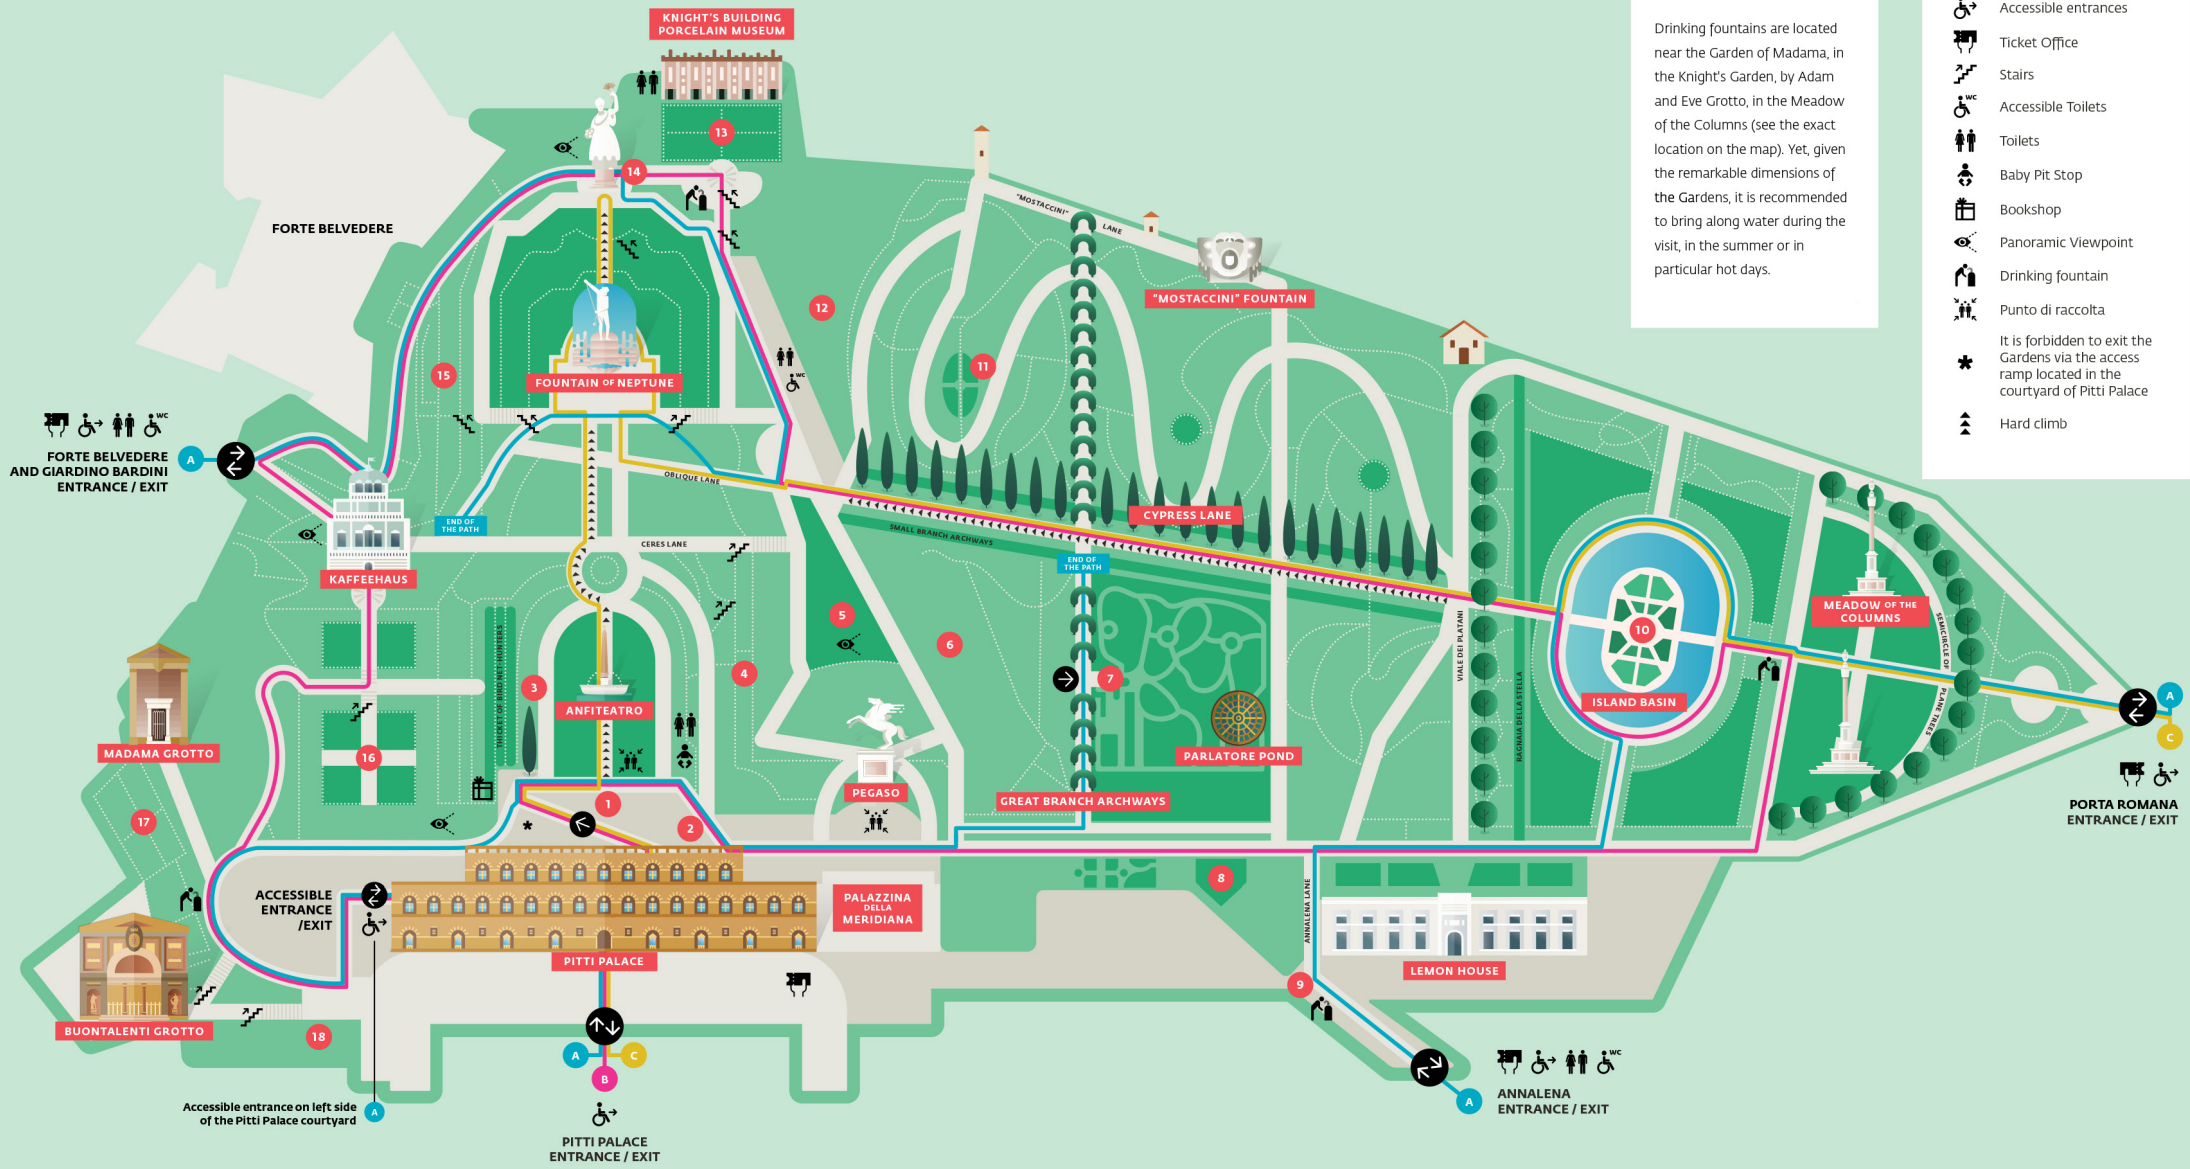 KNIGHT'S BUILDING
PORCELAIN MUSEUM
Drinking fountains are located
near the Garden of Madama, in
the Knight's Garden, by Adam
and Eve Grotto, in the Meadow
of the Columns (see the exact
location on the map). Yet, given
the remarkable dimensions of
the Gardens, it is recommended
to bring along water during the
visit, in the summer or in
particular hot days.
Accessible entrances
Ticket Office
Stairs
WC
Accessible Toilets
Toilets
Baby Pit Stop
Bookshop
Panoramic Viewpoint
Drinking fountain
Punto di raccolta
It is forbidden to exit the
Gardens via the access
ramp located in the
courtyard of Pitti Palace
*
Hard climb
13
14
FORTE BELVEDERE
"MOSTACCINI"
LANE
"MOSTACCINI" FOUNTAIN
12
11
15
FOUNTAIN OF NEPTUNE
WC
WC
FORTE BELVEDERE
AND GIARDINO BARDINI
ENTRANCE / EXIT
A
OBLIQUE LANE
END OF
THE PATH
CYPRESS LANE
SMALL BRANCH ARCHWAYS
CERES LANE
END OF
THE PATH
KAFFEEHAUS
5
6
10
MEADOW OF THE
COLUMNS
SEMICIRCLE OF
PLANE TREES
VIALE DEI PLATANI
RAGNAIA DELLA STELLA
THICKET OF BIRD NET-HUNTERS
3
4
7
ANFITEATRO
ISLAND BASIN
A
C
MADAMA GROTTO
16
PARLATORE POND
PEGASO
GREAT BRANCH ARCHWAYS
PORTA ROMANA
ENTRANCE / EXIT
17
1
2
*
ACCESSIBLE
ENTRANCE
/EXIT
PALAZZINA
DELLA
MERIDIANA
8
ANNALENA LANE
PITTI PALACE
LEMON HOUSE
9
BUONTALENTI GROTTO
18
A
C
B
WC
A
ANNALENA
ENTRANCE / EXIT
Accessible entrance on left side
of the Pitti Palace courtyard
A
PITTI PALACE
ENTRANCE / EXIT